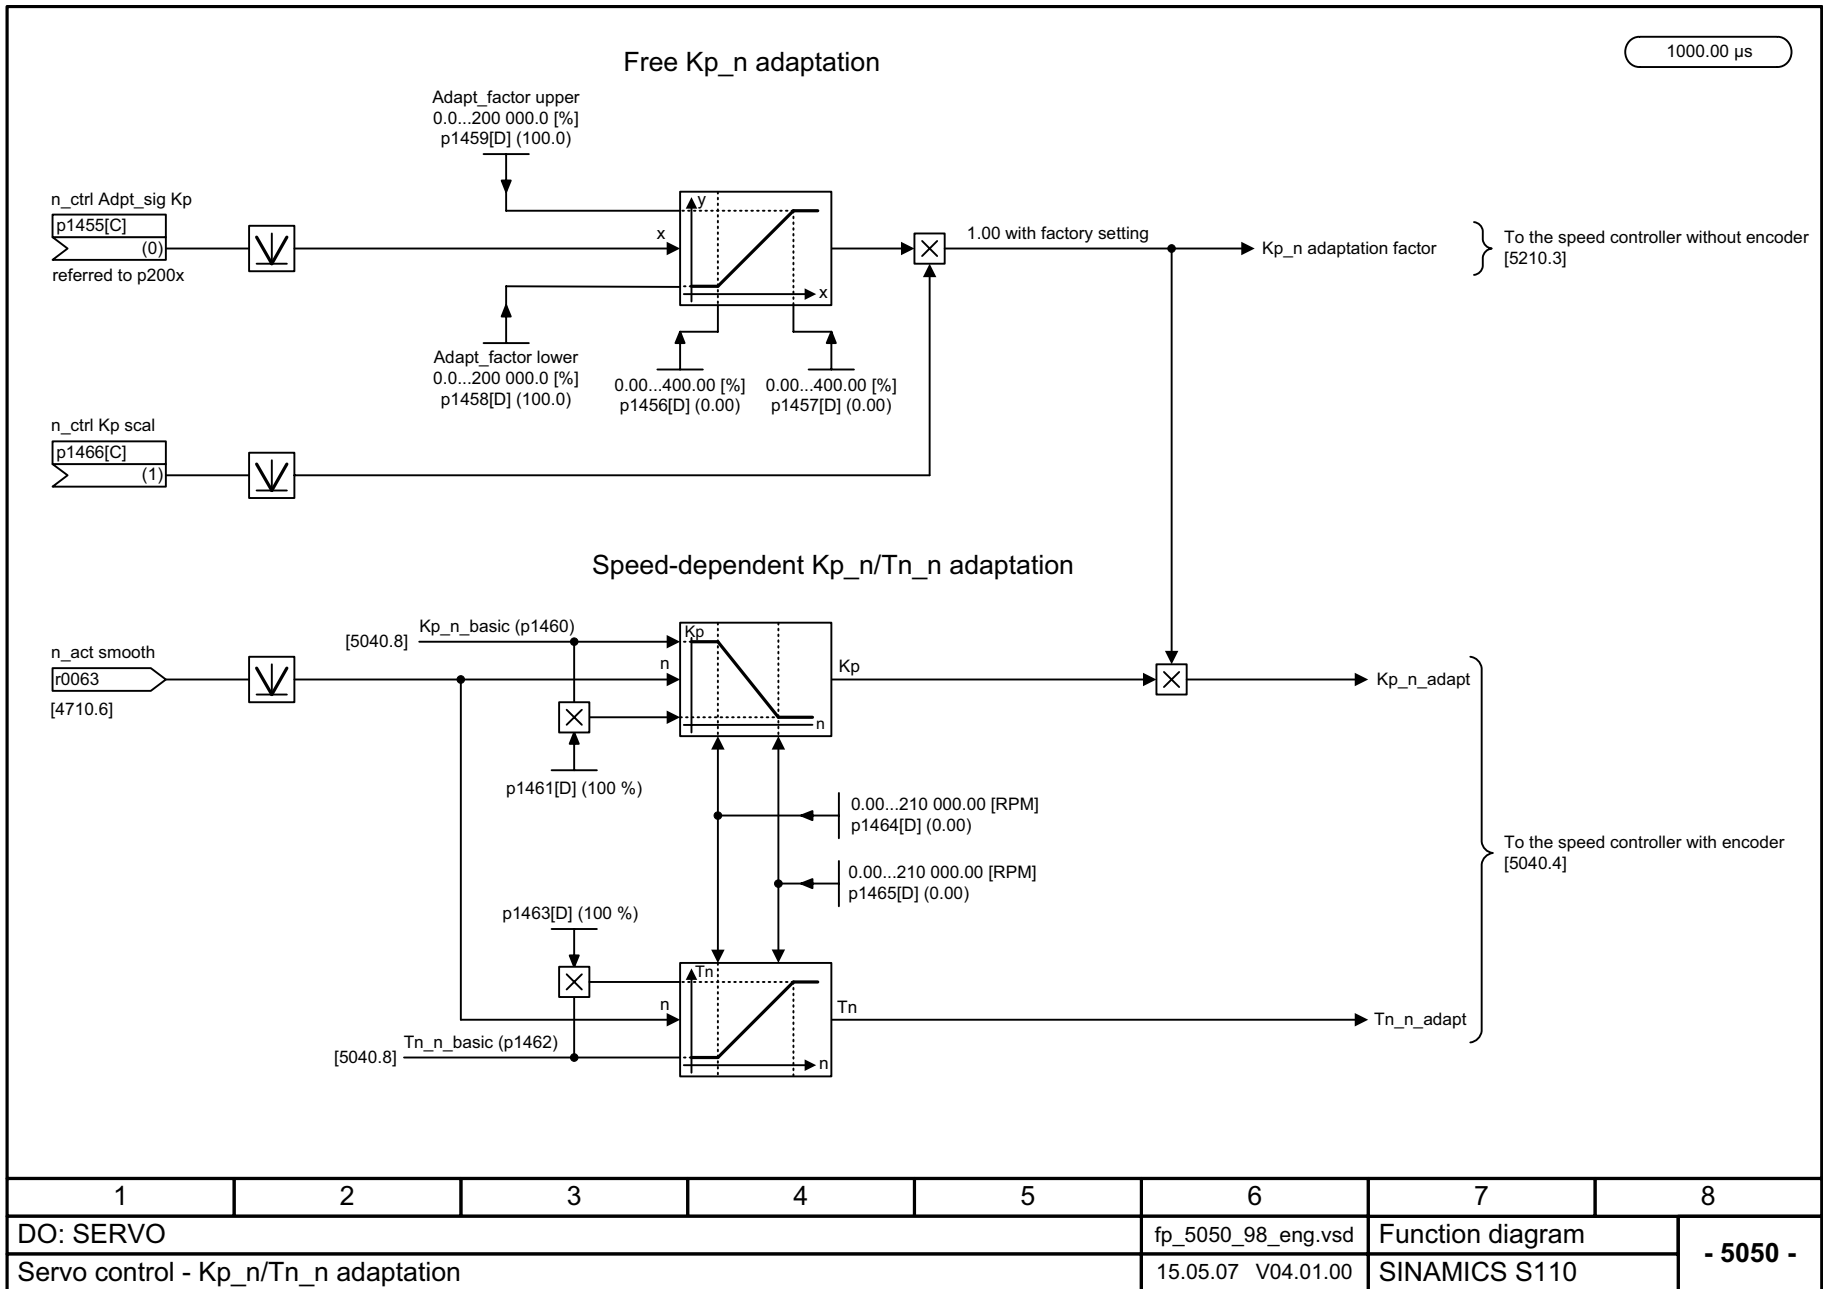 Free Kp_n adaptation
1000.00 µs
Adapt_factor upper
0.0...200 000.0 [%]
p1459[D] (100.0)
n_ctrl Adpt_sig Kp
p1455[C]
(0)
referred to p200x
y
x
x
1.00 with factory setting
Kp_n adaptation factor
To the speed controller without encoder
[5210.3]
Adapt_factor lower
0.0...200 000.0 [%]
p1458[D] (100.0)
0.00...400.00 [%]
p1456[D] (0.00)
0.00...400.00 [%]
p1457[D] (0.00)
n_ctrl Kp scal
p1466[C]
(1)
Speed-dependent Kp_n/Tn_n adaptation
[5040.8]
Kp_n_basic (p1460)
n_act smooth
r0063
[4710.6]
Kp
n
n
Kp
Kp_n_adapt
p1461[D] (100 %)
0.00...210 000.00 [RPM]
p1464[D] (0.00)
0.00...210 000.00 [RPM]
p1465[D] (0.00)
To the speed controller with encoder
[5040.4]
p1463[D] (100 %)
Tn
n
n
Tn
Tn_n_adapt
[5040.8]
Tn_n_basic (p1462)
1 2 3 4 5 6 7 8
DO: SERVO
fp_5050_98_eng.vsd
Function diagram
- 5050 -
Servo control - Kp_n/Tn_n adaptation
15.05.07 V04.01.00
SINAMICS S110